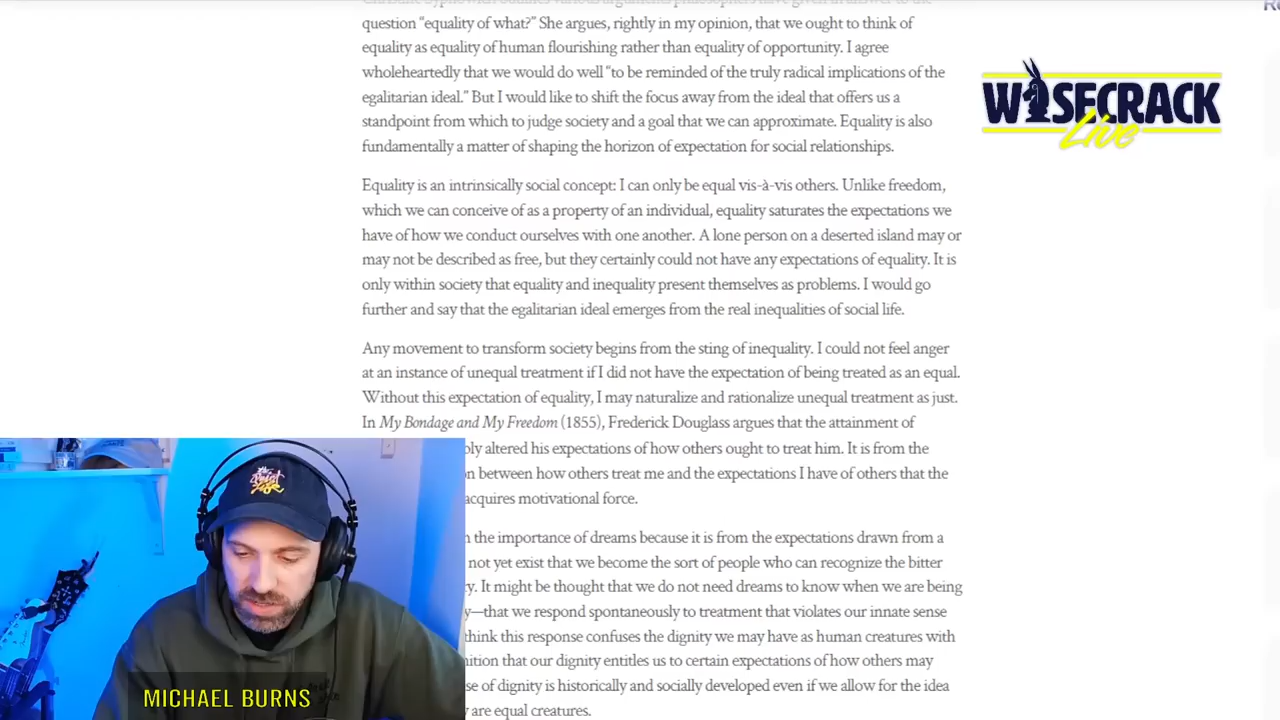 question “equality of what?” She argues, rightly in my opinion, that we ought to think of
equality as equality of human flourishing rather than equality of opportunity. I agree
wholeheartedly that we would do well “to be reminded of the truly radical implications of the
egalitarian ideal.” But I would like to shift the focus away from the ideal that offers us a
standpoint from which to judge society and a goal that we can approximate. Equality is also
fundamentally a matter of shaping the horizon of expectation for social relationships.
Equality is an intrinsically social concept: I can only be equal vis-à-vis others. Unlike freedom,
which we can conceive of as a property of an individual, equality saturates the expectations we
have of how we conduct ourselves with one another. A lone person on a deserted island may or
may not be described as free, but they certainly could not have any expectations of equality. It is
only within society that equality and inequality present themselves as problems. I would go
further and say that the egalitarian ideal emerges from the real inequalities of social life.
Any movement to transform society begins from the sting of inequality. I could not feel anger
at an instance of unequal treatment if I did not have the expectation of being treated as an equal.
Without this expectation of equality, I may naturalize and rationalize unequal treatment as just.
In My Bondage and My Freedom (1855), Frederick Douglass argues that the attainment of
altered his expectations of how others ought to treat him. It is from the
between how others treat me and the expectations I have of others that the
acquires motivational force.
the importance of dreams because it is from the expectations drawn from a
not yet exist that we become the sort of people who can recognize the bitter
It might be thought that we do not need dreams to know when we are being
—that we respond spontaneously to treatment that violates our innate sense
think this response confuses the dignity we may have as human creatures with
that our dignity entitles us to certain expectations of how others may
of dignity is historically and socially developed even if we allow for the idea
are equal creatures.
WISECRACK
Live
MICHAEL BURNS